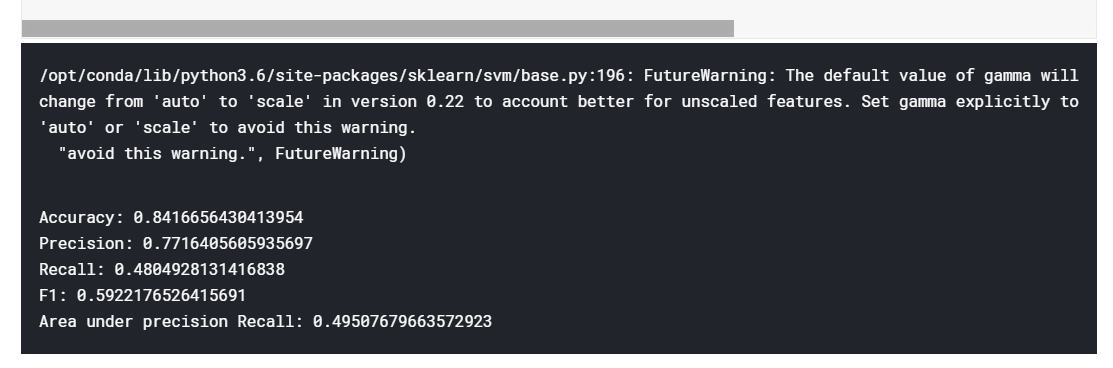 /opt/conda/lib/python3.6/site-packages/sklearn/svm/base.py:196: FutureWarning: The default value of gamma will
change from 'auto' to 'scale' in version 0.22 to account better for unscaled features. Set gamma explicitly to
'auto' or 'scale' to avoid this warning.
  "avoid this warning.", FutureWarning)
Accuracy: 0.8416656430413954
Precision: 0.7716405605935697
Recall: 0.4804928131416838
F1: 0.5922176526415691
Area under precision Recall: 0.49507679663572923